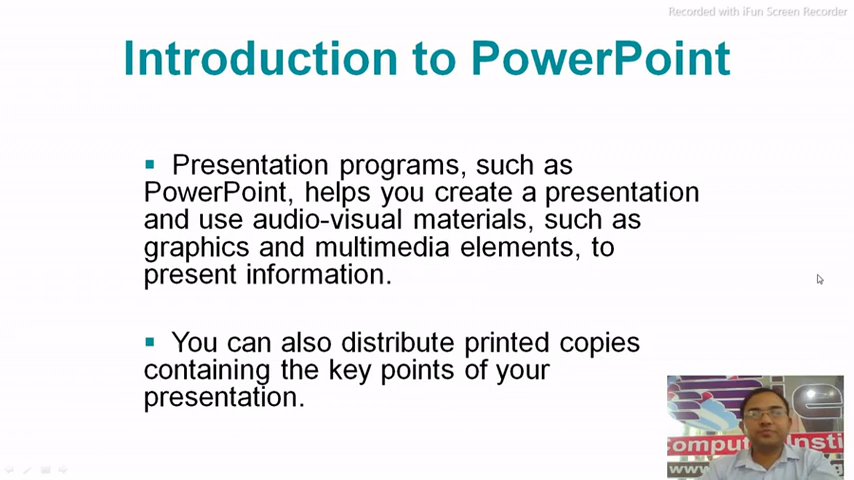 Recorded with iFun Screen Recorder
Introduction to PowerPoint
▪ Presentation programs, such as
PowerPoint, helps you create a presentation
and use audio-visual materials, such as
graphics and multimedia elements, to
present information.
▪ You can also distribute printed copies
containing the key points of your
presentation.
www